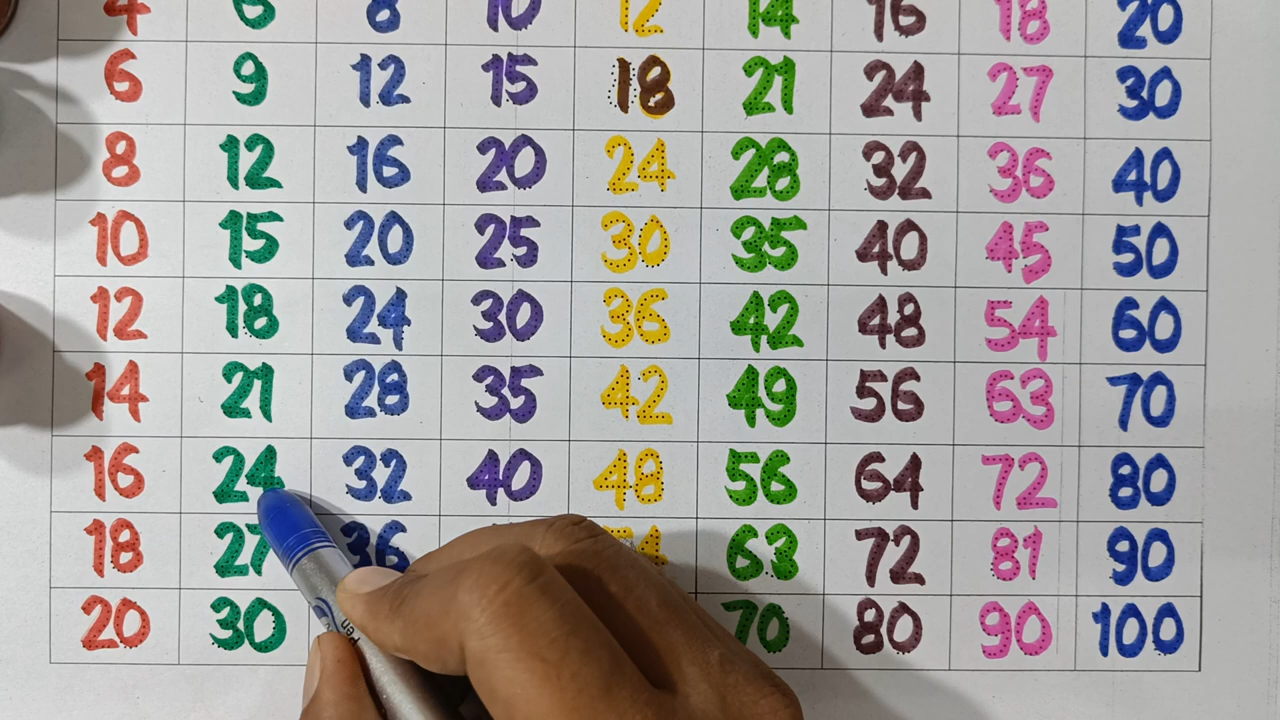 4 6 8 10 12 14 16 18 20
6 9 12 15 18 21 24 27 30
8 12 16 20 24 28 32 36 40
10 15 20 25 30 35 40 45 50
12 18 24 30 36 42 48 54 60
14 21 28 35 42 49 56 63 70
16 24 32 40 48 56 64 72 80
18 27 36 63 72 81 90
20 30 70 80 90 100
Pen